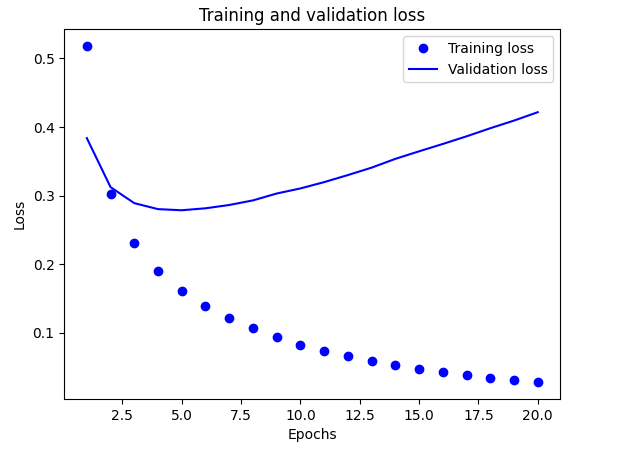 Training and validation loss
Training loss
Validation loss
0.5
0.4
0.3
0.2
0.1
Loss
2.5 5.0 7.5 10.0 12.5 15.0 17.5 20.0
Epochs